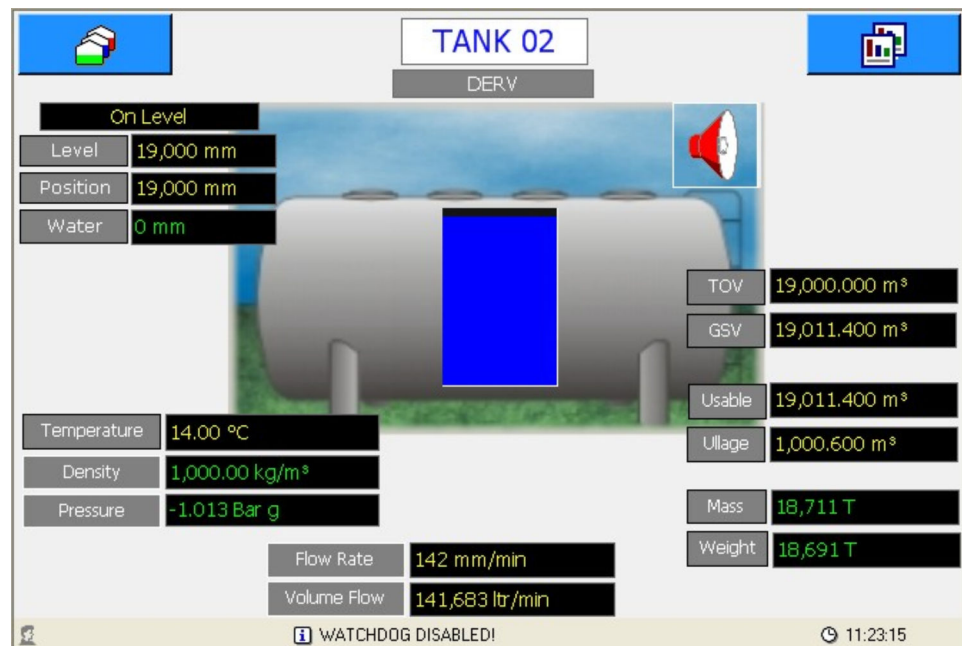 TANK 02
DERV
On Level
Level 19,000 mm
Position 19,000 mm
Water 0 mm
TOV 19,000.000 m³
GSV 19,011.400 m³
Usable 19,011.400 m³
Ullage 1,000.600 m³
Temperature 14.00 ºC
Density 1,000.00 kg/m³
Pressure -1.013 Bar g
Mass 18,711 T
Weight 18,691 T
Flow Rate 142 mm/min
Volume Flow 141,683 ltr/min
WATCHDOG DISABLED! 11:23:15